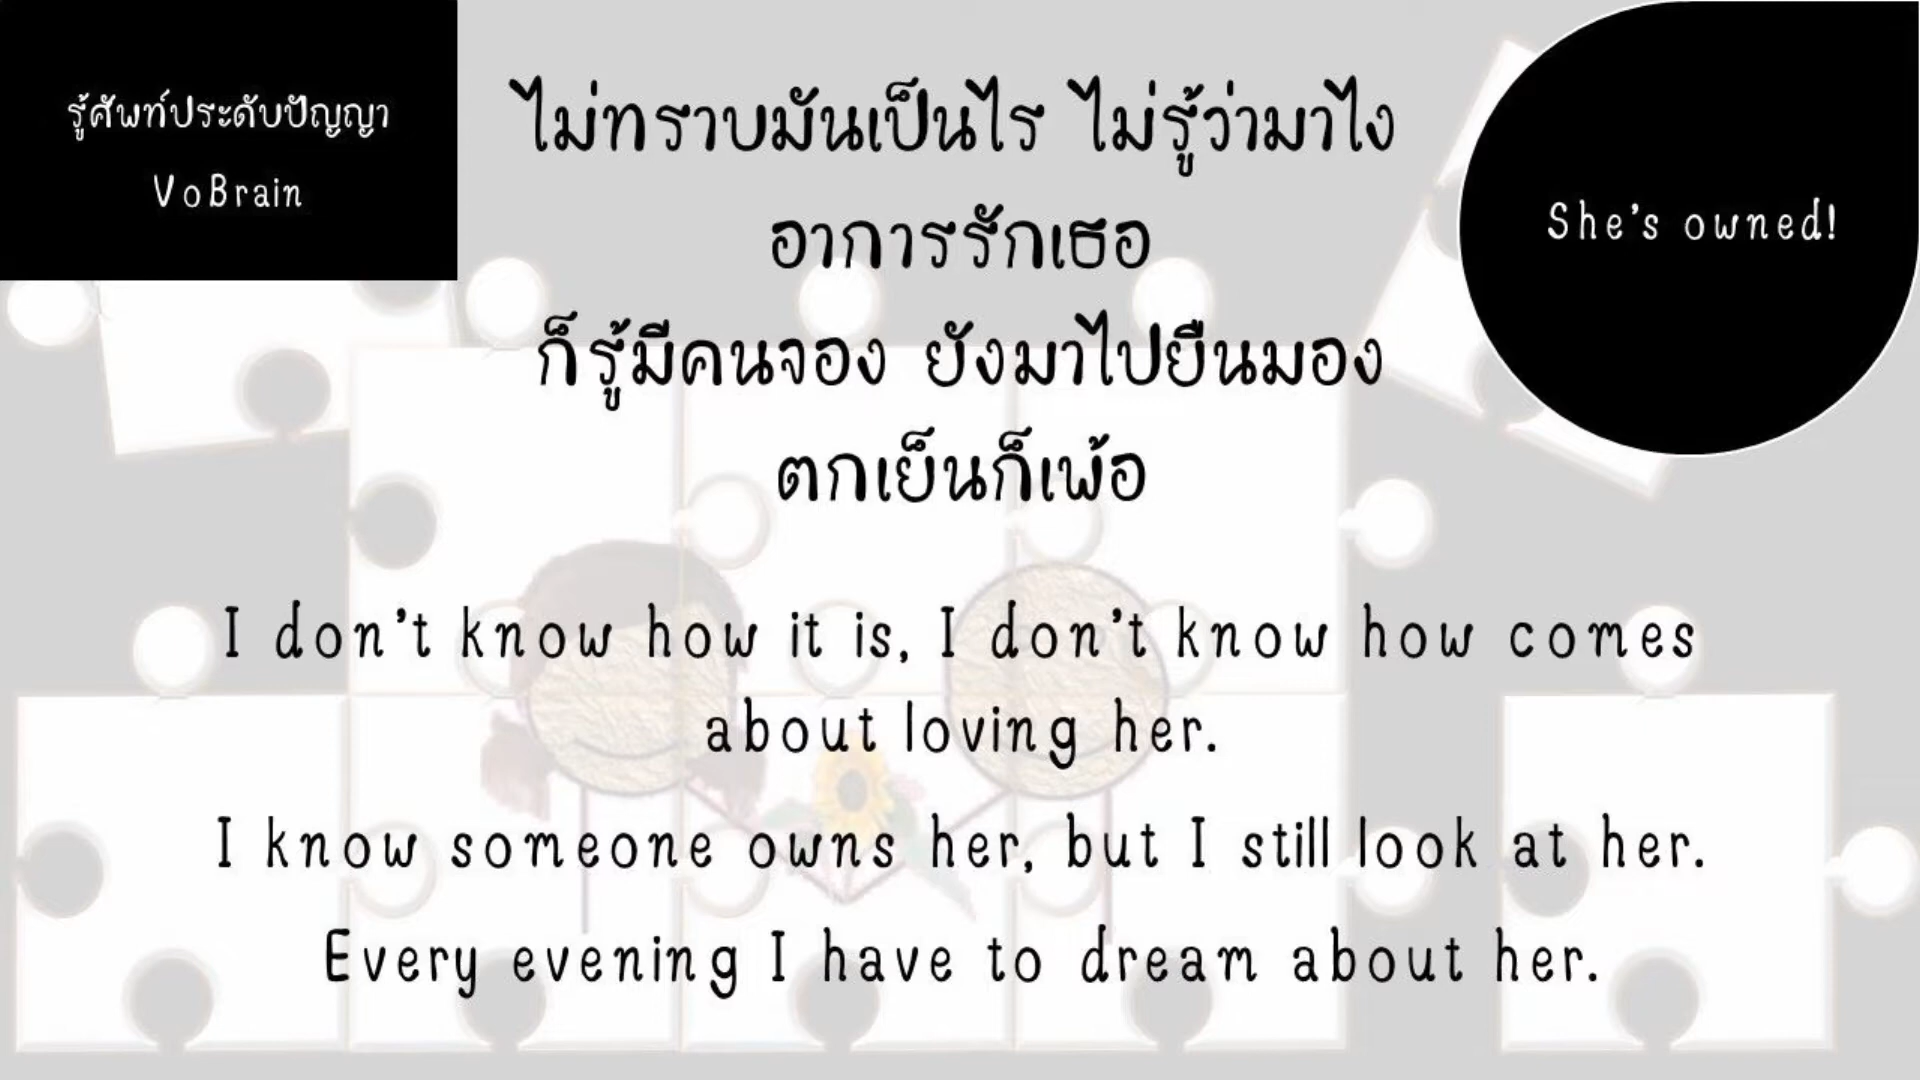 รู้ศัพท์ประดับปัญญา
VoBrain
ไม่ทราบมันเป็นไร ไม่รู้ว่ามาไง
อาการรักเธอ
ก็รู้มีคนจอง ยังมาไปยืนมอง
ตกเย็นก็เพ้อ
She's owned!
I don't know how it is, I don't know how comes
about loving her.
I know someone owns her, but I still look at her.
Every evening I have to dream about her.